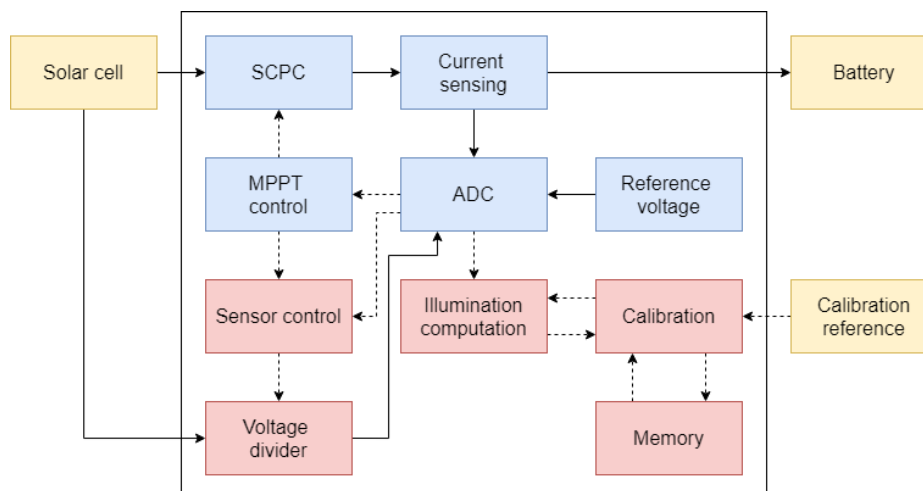 Solar cell
SCPC
Current
sensing
Battery
MPPT
control
ADC
Reference
voltage
Sensor control
Illumination
computation
Calibration
Calibration
reference
Voltage
divider
Memory